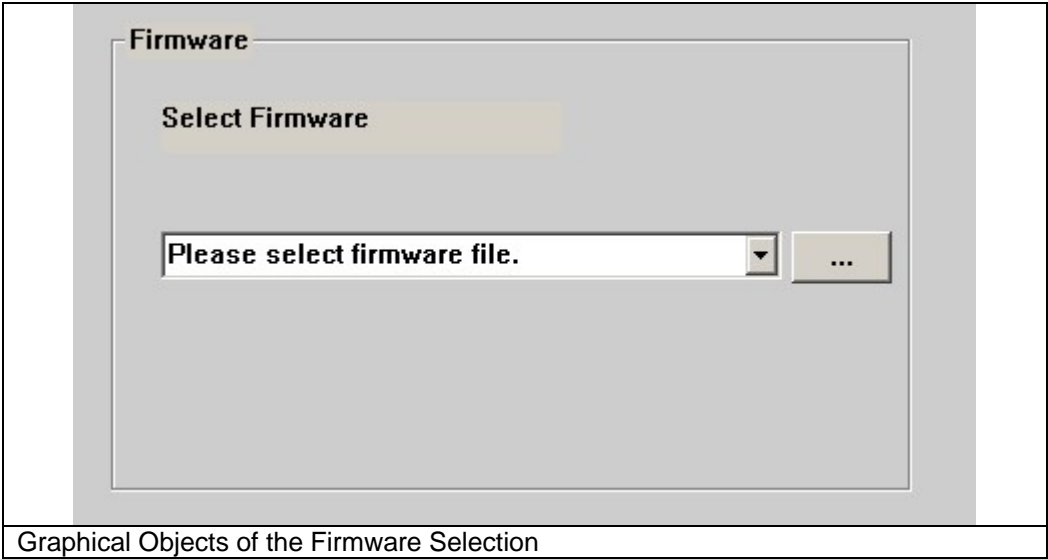 Firmware
Select Firmware
Please select firmware file.
...
Graphical Objects of the Firmware Selection